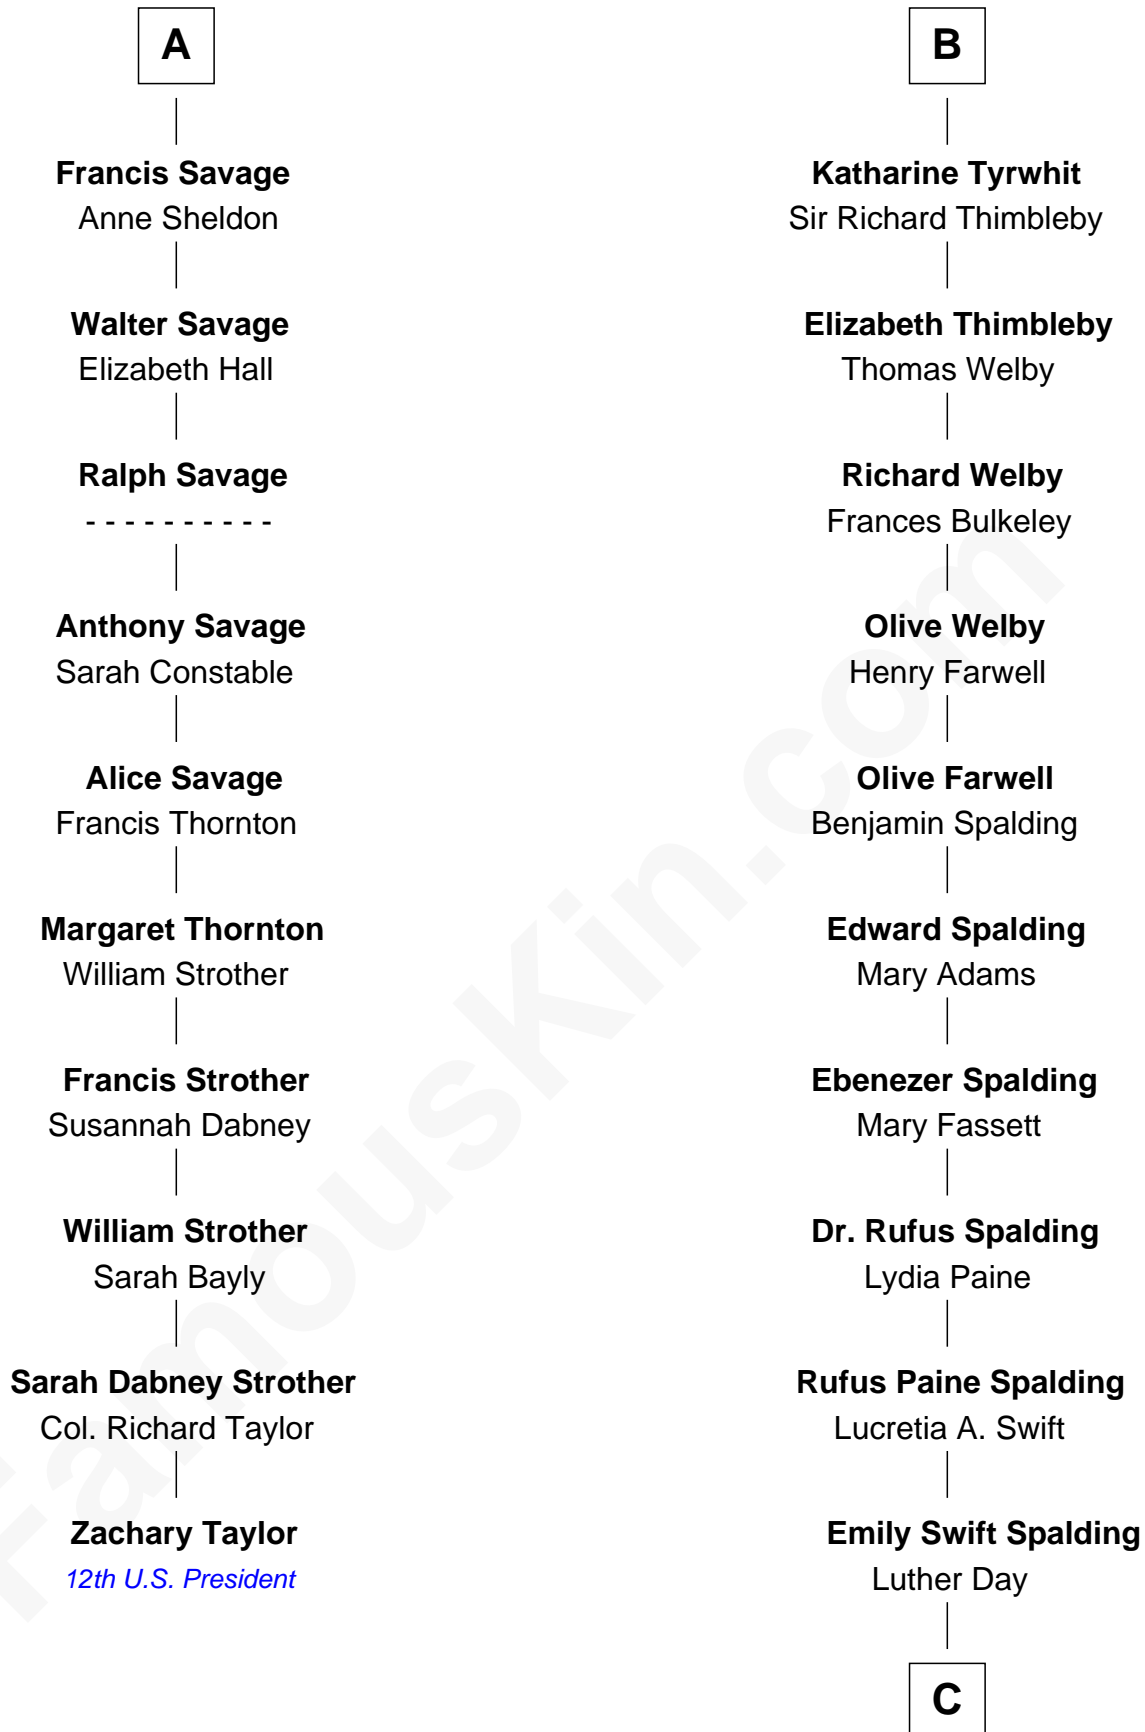 A
Francis Savage
Anne Sheldon
Walter Savage
Elizabeth Hall
Ralph Savage
- - - - - - - - - -
Anthony Savage
Sarah Constable
Alice Savage
Francis Thornton
Margaret Thornton
William Strother
Francis Strother
Susannah Dabney
William Strother
Sarah Bayly
Sarah Dabney Strother
Col. Richard Taylor
Zachary Taylor
12th U.S. President
B
Katharine Tyrwhit
Sir Richard Thimbleby
Elizabeth Thimbleby
Thomas Welby
Richard Welby
Frances Bulkeley
Olive Welby
Henry Farwell
Olive Farwell
Benjamin Spalding
Edward Spalding
Mary Adams
Ebenezer Spalding
Mary Fassett
Dr. Rufus Spalding
Lydia Paine
Rufus Paine Spalding
Lucretia A. Swift
Emily Swift Spalding
Luther Day
C
FamousKin.com